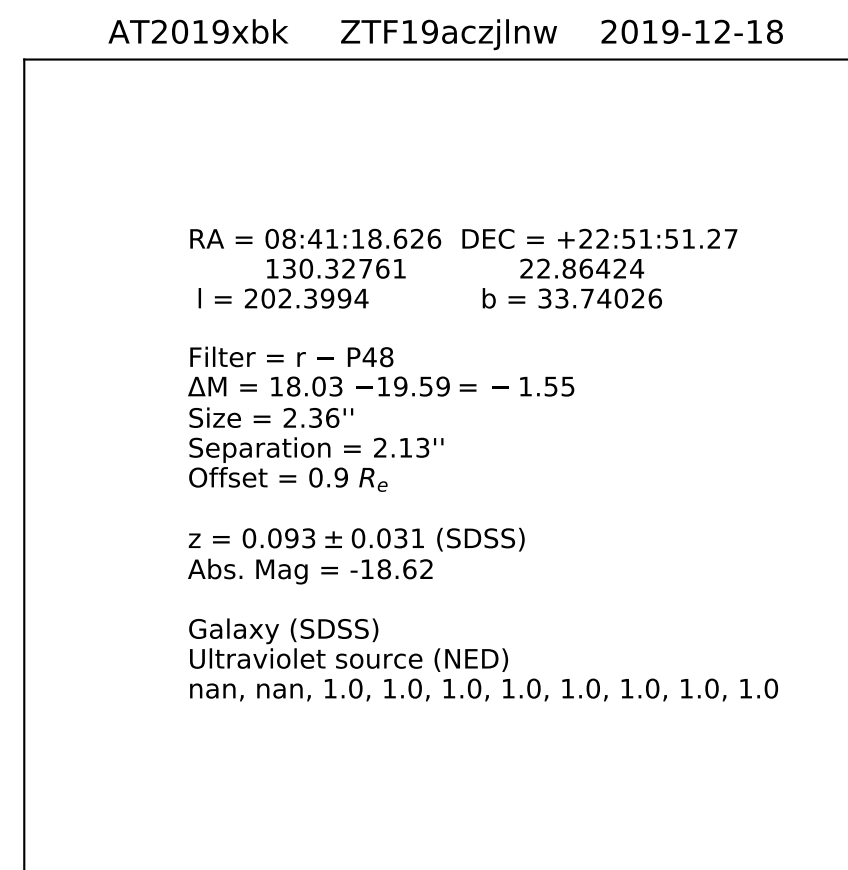 AT2019xbk ZTF19aczjlnw 2019-12-18
RA = 08:41:18.626 DEC = +22:51:51.27
130.32761 22.86424
l = 202.3994 b = 33.74026
Filter = r − P48
ΔM = 18.03 −19.59 = − 1.55
Size = 2.36''
Separation = 2.13''
Offset = 0.9 Re
z = 0.093 ± 0.031 (SDSS)
Abs. Mag = -18.62
Galaxy (SDSS)
Ultraviolet source (NED)
nan, nan, 1.0, 1.0, 1.0, 1.0, 1.0, 1.0, 1.0, 1.0